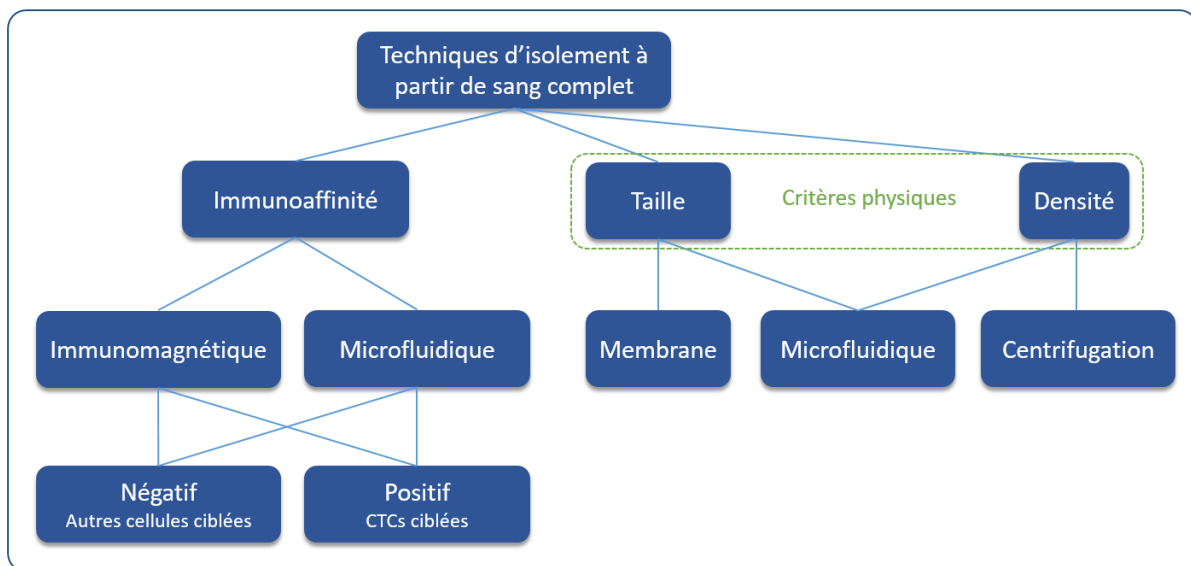 Techniques d’isolement à
partir de sang complet
Immunoaffinité
Taille
Critères physiques
Densité
Immunomagnétique
Microfluidique
Membrane
Microfluidique
Centrifugation
Négatif
Autres cellules ciblées
Positif
CTCs ciblées